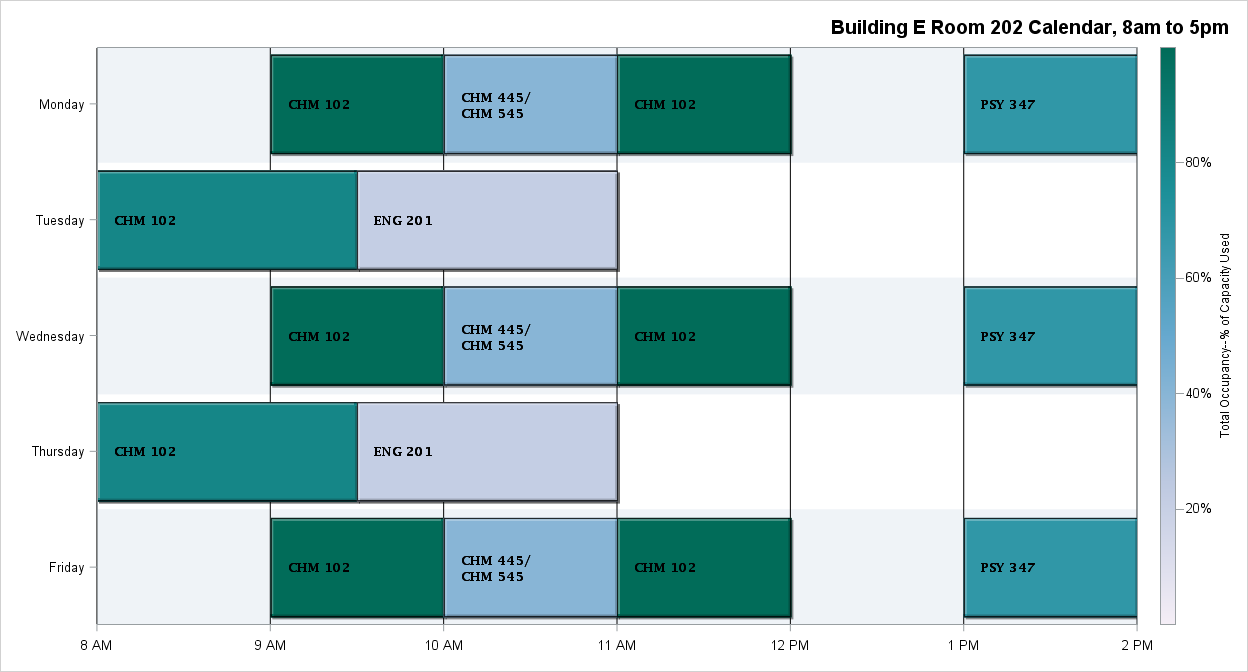 Building E Room 202 Calendar, 8am to 5pm
Monday
CHM 102
CHM 445/
CHM 545
CHM 102
PSY 347
Tuesday
CHM 102
ENG 201
Wednesday
CHM 102
CHM 445/
CHM 545
CHM 102
PSY 347
Thursday
CHM 102
ENG 201
Friday
CHM 102
CHM 445/
CHM 545
CHM 102
PSY 347
8 AM
9 AM
10 AM
11 AM
12 PM
1 PM
2 PM
80%
60%
40%
20%
Total Occupancy--% of Capacity Used